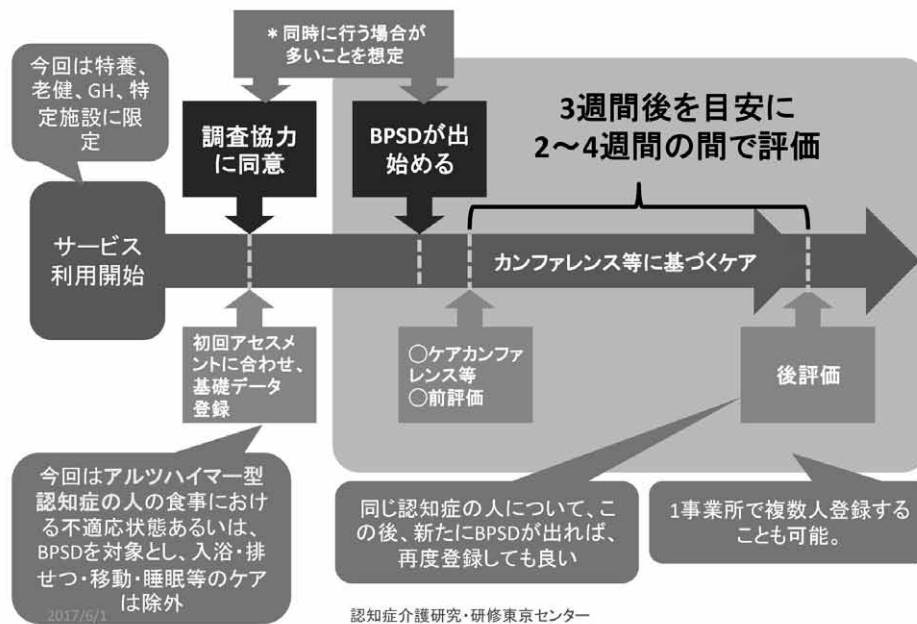 *同時に行う場合が
多いことを想定
今回は特養、
老健、GH、特
定施設に限
定
調査協力
に同意
BPSDが出
始める
3週間後を目安に
2~4週間の間で評価
サービス
利用開始
カンファレンス等に基づくケア
初回アセスメ
ントに合わせ、
基礎データ
登録
○ケアカンファ
レンス等
○前評価
後評価
今回はアルツハイマー型
認知症の人の食事におけ
る不適応状態あるいは、
BPSDを対象とし、入浴・排
せつ・移動・睡眠等のケア
は除外
同じ認知症の人について、こ
の後、新たにBPSDが出れば、
再度登録しても良い
1事業所で複数人登録する
ことも可能。
2017/6/1
認知症介護研究・研修東京センター